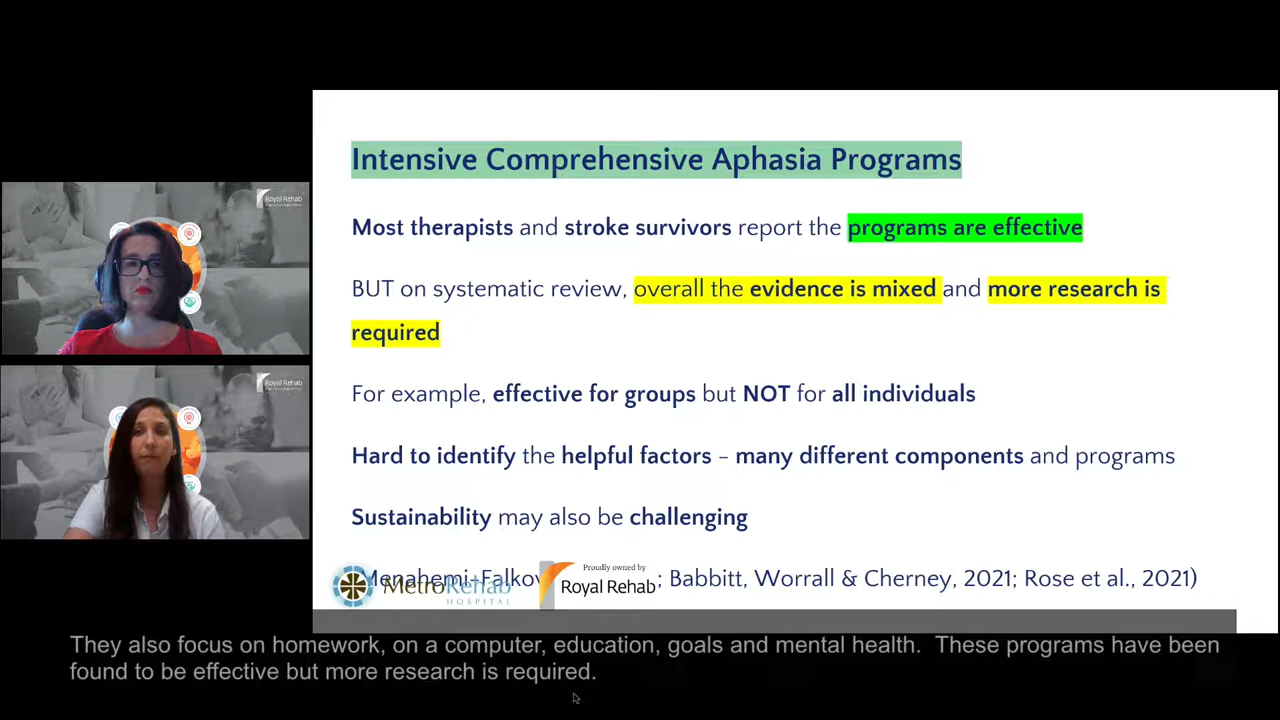 Royal Rehab
Royal Rehab
Intensive Comprehensive Aphasia Programs
Most therapists and stroke survivors report the programs are effective
BUT on systematic review, overall the evidence is mixed and more research is
required
For example, effective for groups but NOT for all individuals
Hard to identify the helpful factors – many different components and programs
Sustainability may also be challenging
; Babbitt, Worrall & Cherney, 2021; Rose et al., 2021)
MetroRehab
HOSPITAL
Proudly owned by
Royal Rehab
They also focus on homework, on a computer, education, goals and mental health.  These programs have been
found to be effective but more research is required.